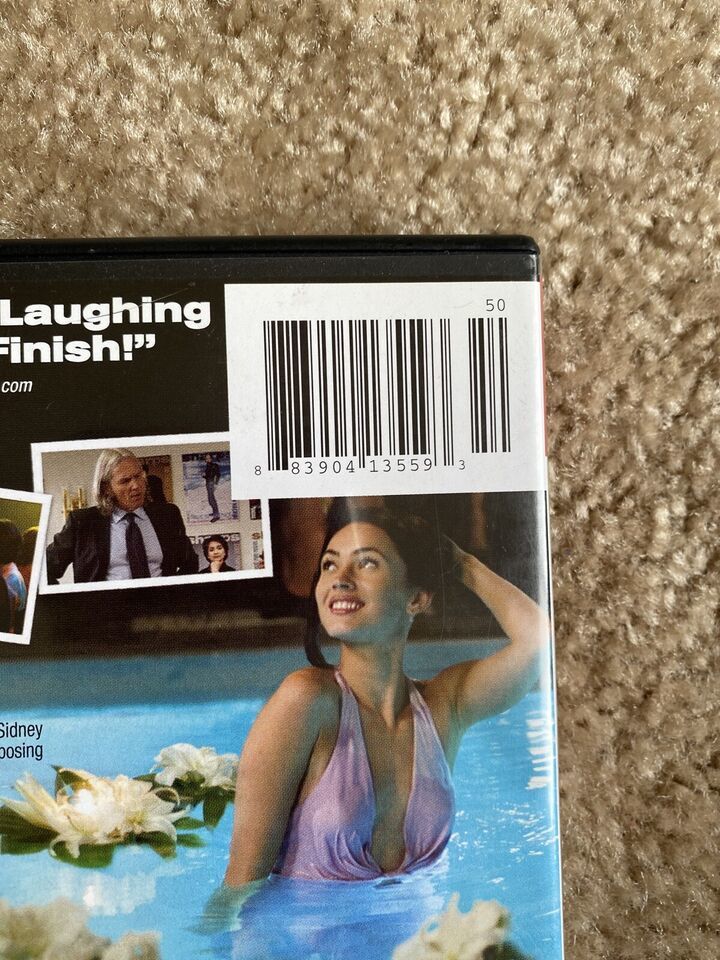 Laughing
Finish!”
com
50
8 83904 13559 3
Sidney
posing